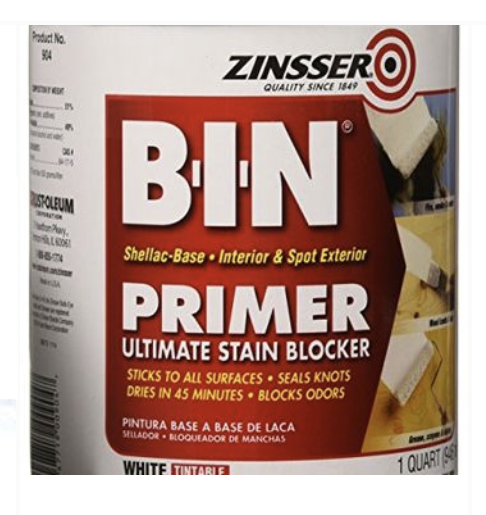 Product No.
904
ZINSSER®
QUALITY SINCE 1849
B-I-N®
Shellac-Base • Interior & Spot Exterior
PRIMER
ULTIMATE STAIN BLOCKER
STICKS TO ALL SURFACES • SEALS KNOTS
DRIES IN 45 MINUTES • BLOCKS ODORS
PINTURA BASE A BASE DE LACA
SELLADOR • BLOQUEADOR DE MANCHAS
WHITE TINTABLE
1 QUART
UST-OLEUM
CORPORATION